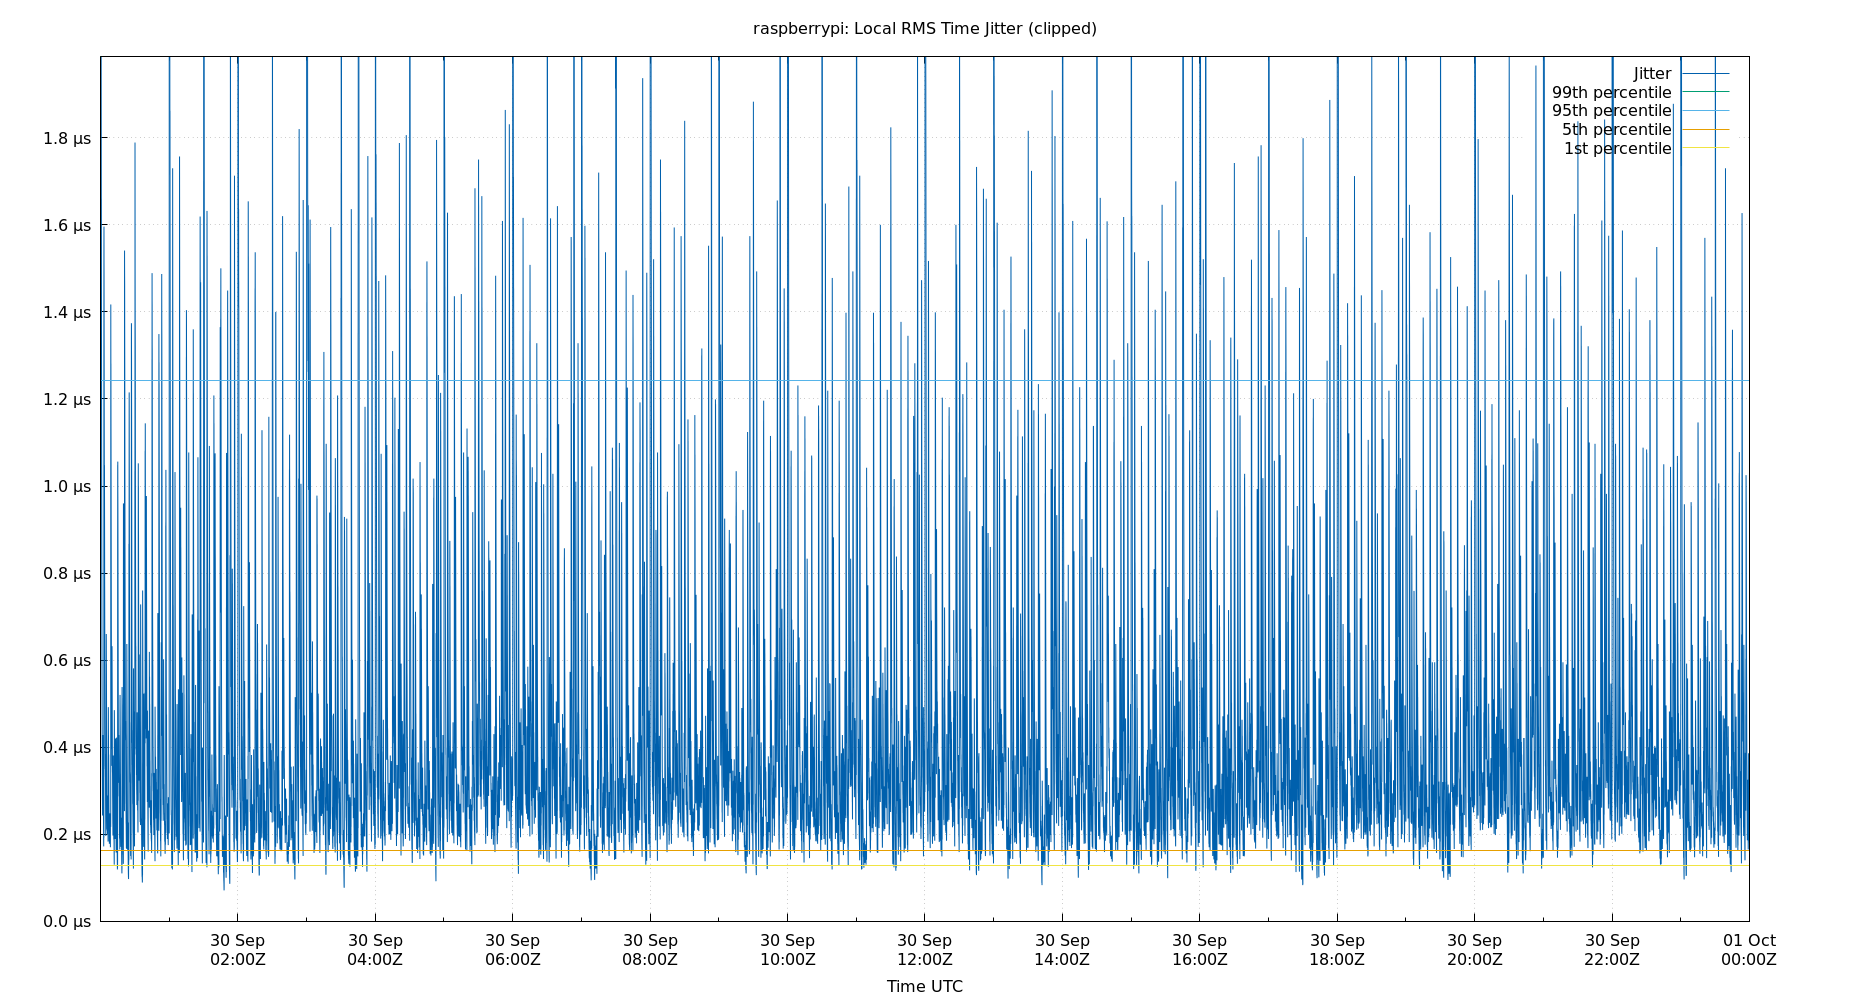 raspberrypi: Local RMS Time Jitter (clipped)
Jitter
99th percentile
95th percentile
5th percentile
1st percentile
1.8 µs
1.6 µs
1.4 µs
1.2 µs
1.0 µs
0.8 µs
0.6 µs
0.4 µs
0.2 µs
0.0 µs
30 Sep 30 Sep 30 Sep 30 Sep 30 Sep 30 Sep 30 Sep 30 Sep 30 Sep 30 Sep 30 Sep 01 Oct
02:00Z 04:00Z 06:00Z 08:00Z 10:00Z 12:00Z 14:00Z 16:00Z 18:00Z 20:00Z 22:00Z 00:00Z
Time UTC